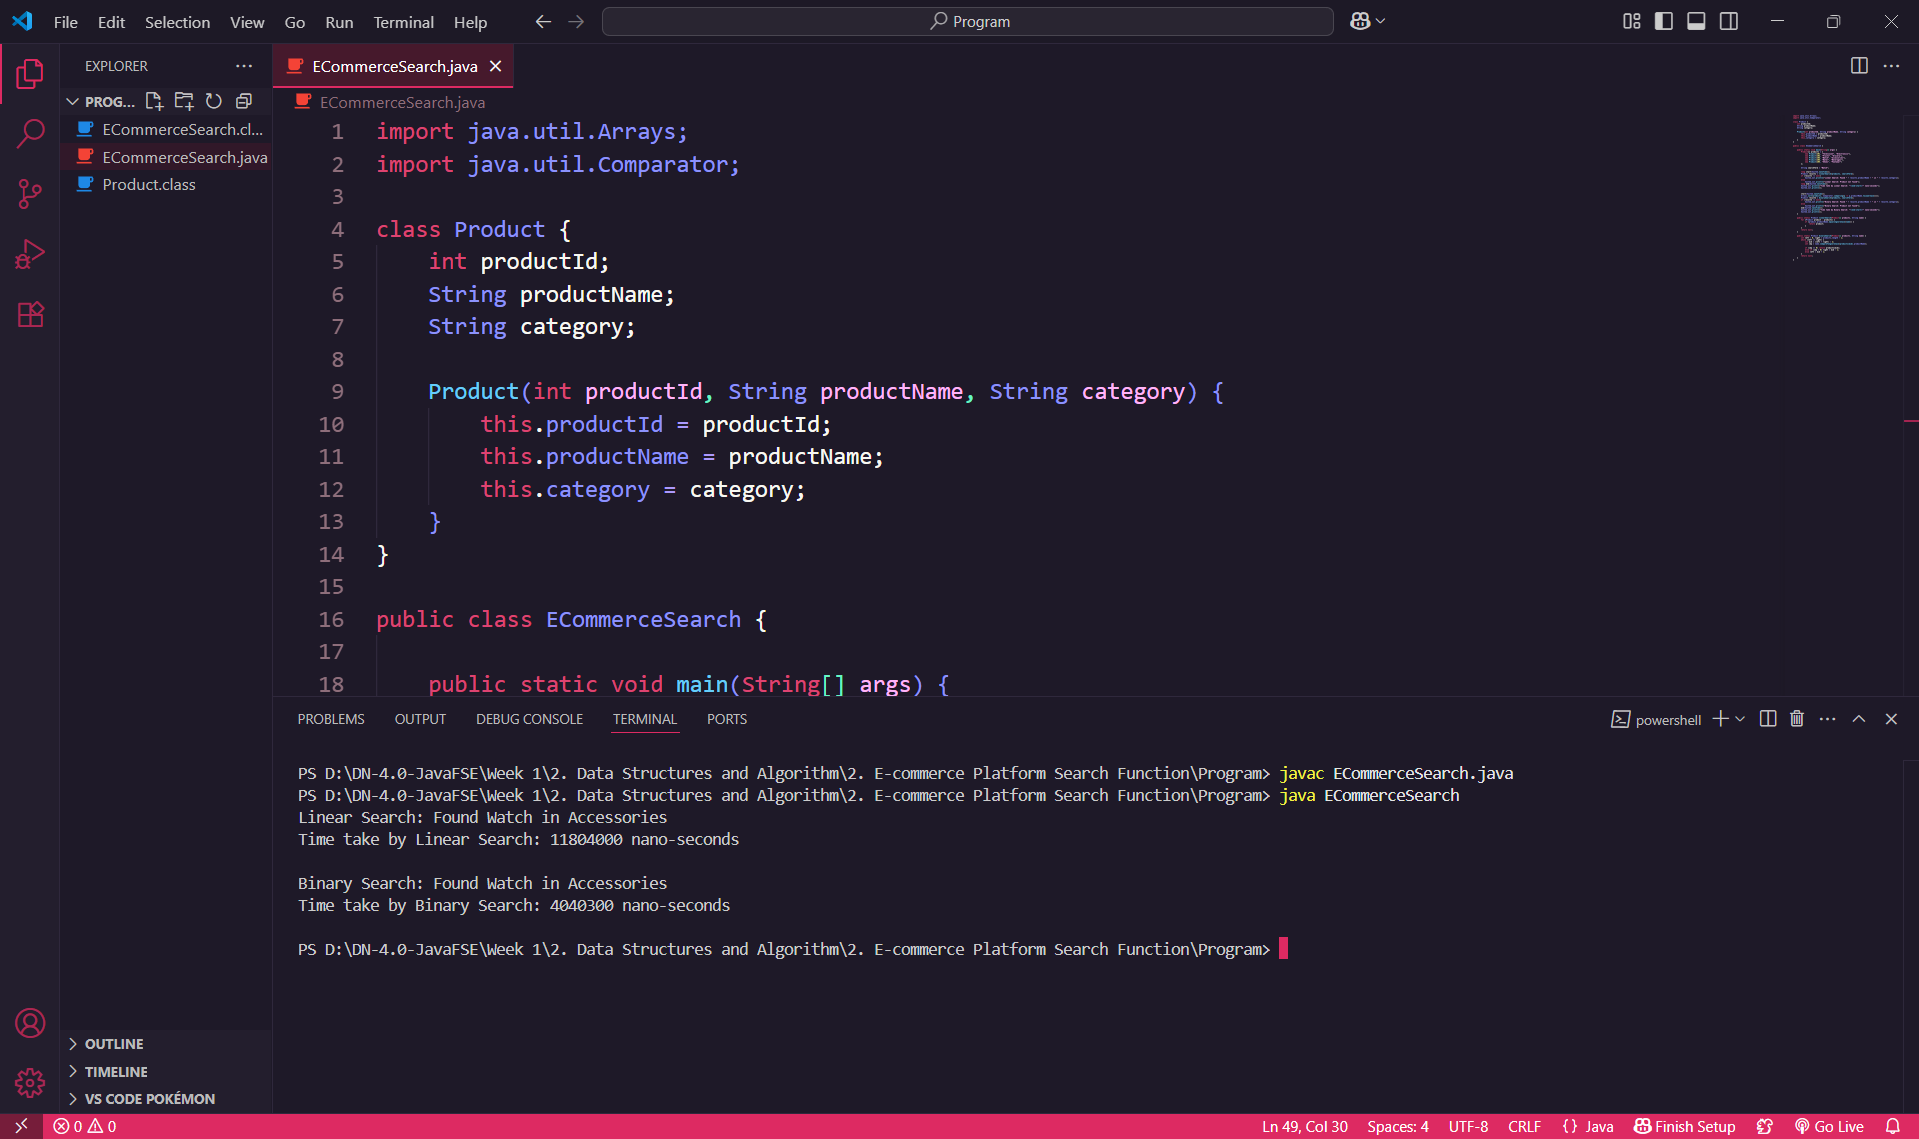 File Edit Selection View Go Run Terminal Help
Program
EXPLORER
PROG...
ECommerceSearch.cl...
ECommerceSearch.java
Product.class
OUTLINE
TIMELINE
VS CODE POKÉMON
ECommerceSearch.java
ECommerceSearch.java
1 import java.util.Arrays;
2 import java.util.Comparator;
3
4 class Product {
5 int productId;
6 String productName;
7 String category;
8
9 Product(int productId, String productName, String category) {
10 this.productId = productId;
11 this.productName = productName;
12 this.category = category;
13 }
14 }
15
16 public class ECommerceSearch {
17
18 public static void main(String[] args) {
PROBLEMS OUTPUT DEBUG CONSOLE TERMINAL PORTS
powershell
PS D:\DN-4.0-JavaFSE\Week 1\2. Data Structures and Algorithm\2. E-commerce Platform Search Function\Program> javac ECommerceSearch.java
PS D:\DN-4.0-JavaFSE\Week 1\2. Data Structures and Algorithm\2. E-commerce Platform Search Function\Program> java ECommerceSearch
Linear Search: Found Watch in Accessories
Time take by Linear Search: 11804000 nano-seconds
Binary Search: Found Watch in Accessories
Time take by Binary Search: 4040300 nano-seconds
PS D:\DN-4.0-JavaFSE\Week 1\2. Data Structures and Algorithm\2. E-commerce Platform Search Function\Program>
0 0 Ln 49, Col 30 Spaces: 4 UTF-8 CRLF {} Java Finish Setup Go Live